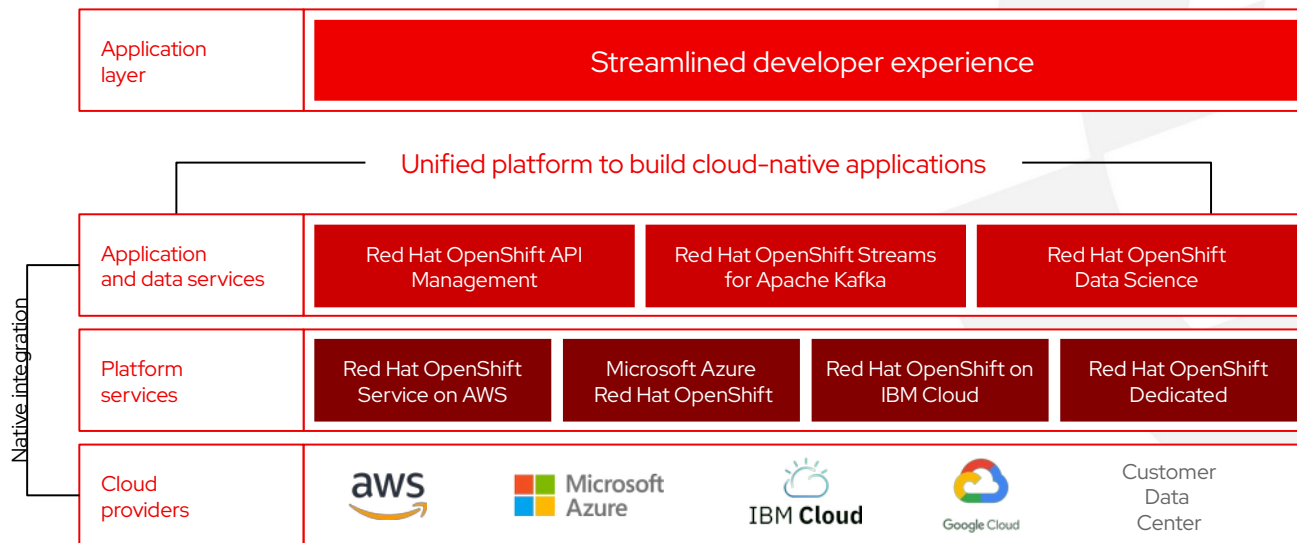 Application
layer
Streamlined developer experience
Unified platform to build cloud-native applications
Native integration
Application
and data services
Red Hat OpenShift API
Management
Red Hat OpenShift Streams
for Apache Kafka
Red Hat OpenShift
Data Science
Platform
services
Red Hat OpenShift
Service on AWS
Microsoft Azure
Red Hat OpenShift
Red Hat OpenShift on
IBM Cloud
Red Hat OpenShift
Dedicated
Cloud
providers
aws
Microsoft
Azure
IBM Cloud
Google Cloud
Customer
Data
Center